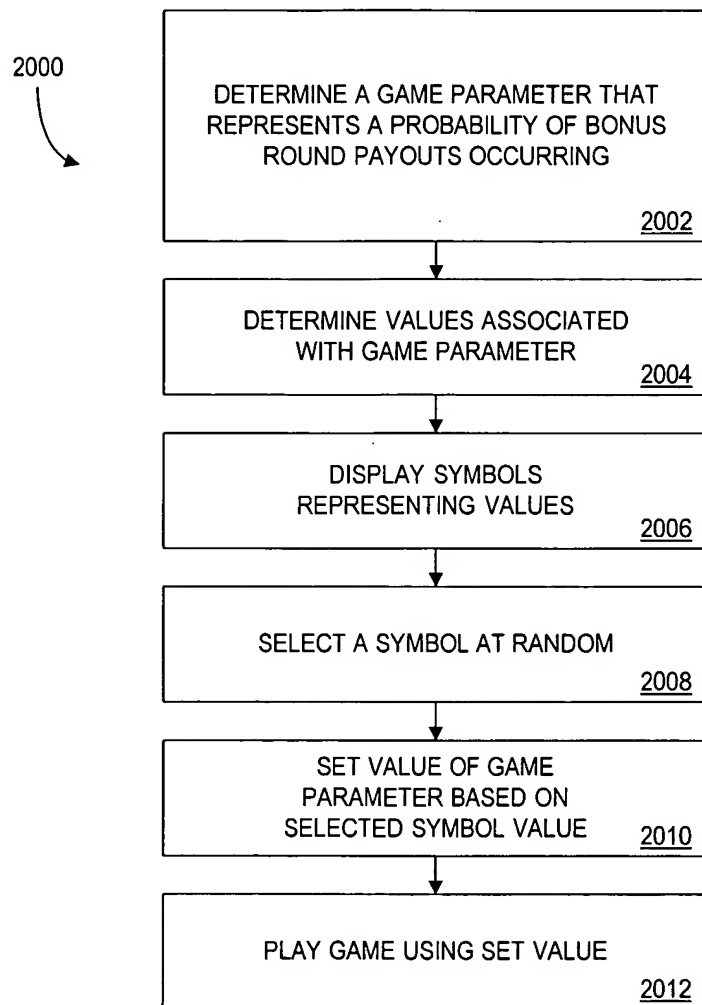 2000
DETERMINE A GAME PARAMETER THAT
REPRESENTS A PROBABILITY OF BONUS
ROUND PAYOUTS OCCURRING
2002
DETERMINE VALUES ASSOCIATED
WITH GAME PARAMETER
2004
DISPLAY SYMBOLS
REPRESENTING VALUES
2006
SELECT A SYMBOL AT RANDOM
2008
SET VALUE OF GAME
PARAMETER BASED ON
SELECTED SYMBOL VALUE
2010
PLAY GAME USING SET VALUE
2012